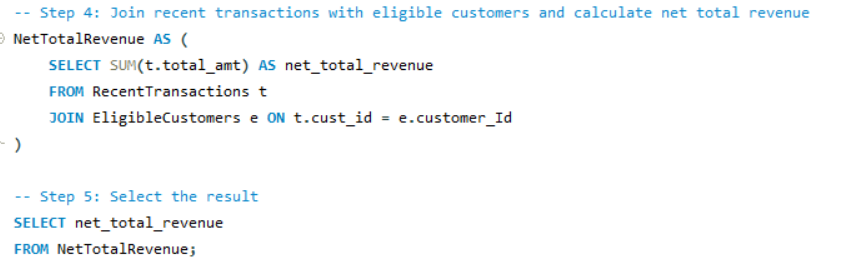 -- Step 4: Join recent transactions with eligible customers and calculate net total revenue
NetTotalRevenue AS (
    SELECT SUM(t.total_amt) AS net_total_revenue
    FROM RecentTransactions t
    JOIN EligibleCustomers e ON t.cust_id = e.customer_Id
)
-- Step 5: Select the result
SELECT net_total_revenue
FROM NetTotalRevenue;